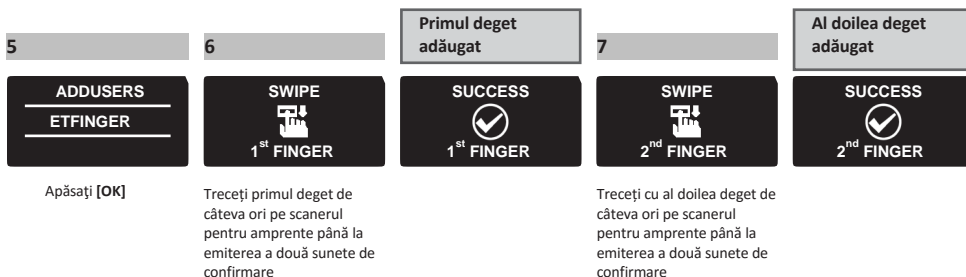 5
ADDUSERS
ETFINGER
Apăsaţi [OK]
6
SWIPE
1st FINGER
Treceți primul deget de
câteva ori pe scanerul
pentru amprente până la
emiterea a două sunete de
confirmare
Primul deget
adăugat
SUCCESS
1st FINGER
7
SWIPE
2nd FINGER
Treceți cu al doilea deget de
câteva ori pe scanerul
pentru amprente până la
emiterea a două sunete de
confirmare
Al doilea deget
adăugat
SUCCESS
2nd FINGER